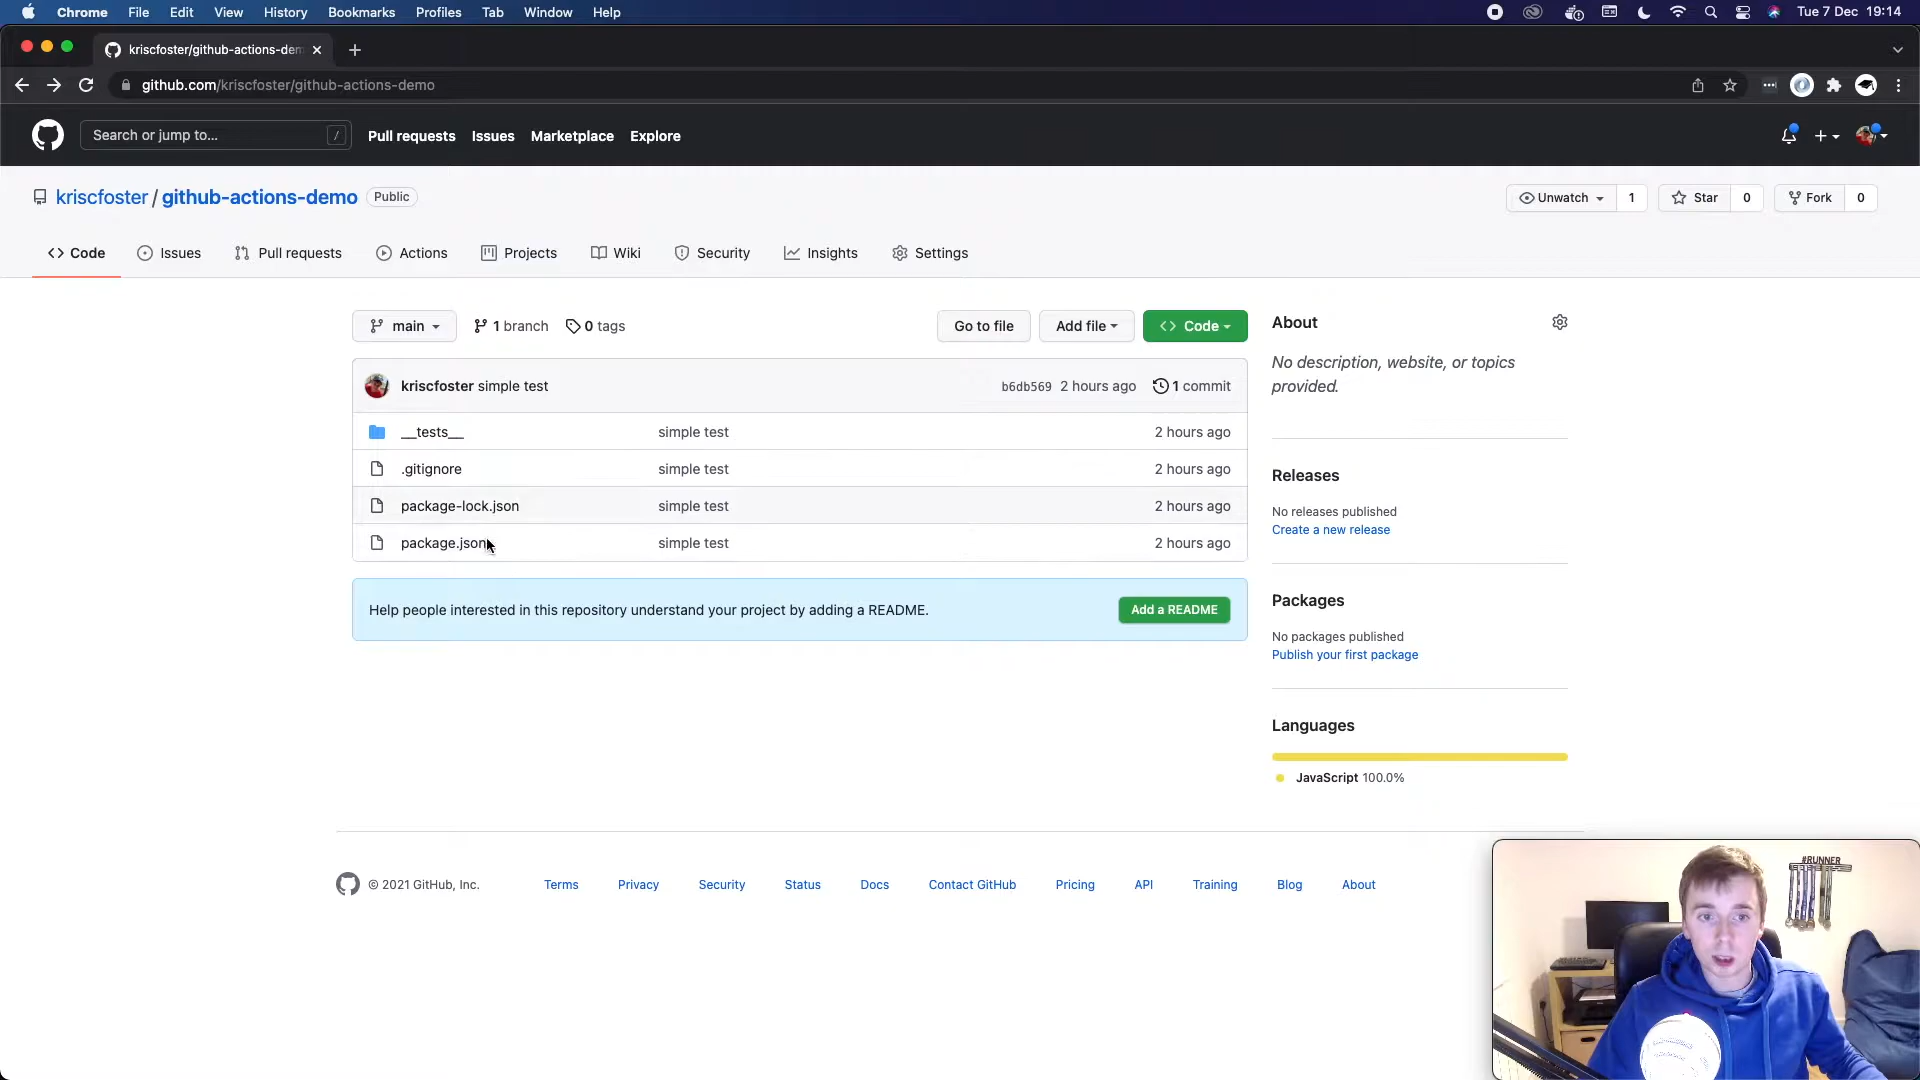 Chrome File Edit View History Bookmarks Profiles Tab Window Help Tue 7 Dec 19:14
kriscfoster/github-actions-dem
github.com/kriscfoster/github-actions-demo
Search or jump to... / Pull requests Issues Marketplace Explore
kriscfoster / github-actions-demo Public Unwatch 1 Star 0 Fork 0
Code Issues Pull requests Actions Projects Wiki Security Insights Settings
main 1 branch 0 tags Go to file Add file Code
kriscfoster simple test b6db569 2 hours ago 1 commit
__tests__ simple test 2 hours ago
.gitignore simple test 2 hours ago
package-lock.json simple test 2 hours ago
package.json simple test 2 hours ago
Help people interested in this repository understand your project by adding a README. Add a README
About
No description, website, or topics
provided.
Releases
No releases published
Create a new release
Packages
No packages published
Publish your first package
Languages
JavaScript 100.0%
© 2021 GitHub, Inc. Terms Privacy Security Status Docs Contact GitHub Pricing API Training Blog About
#RUNNER